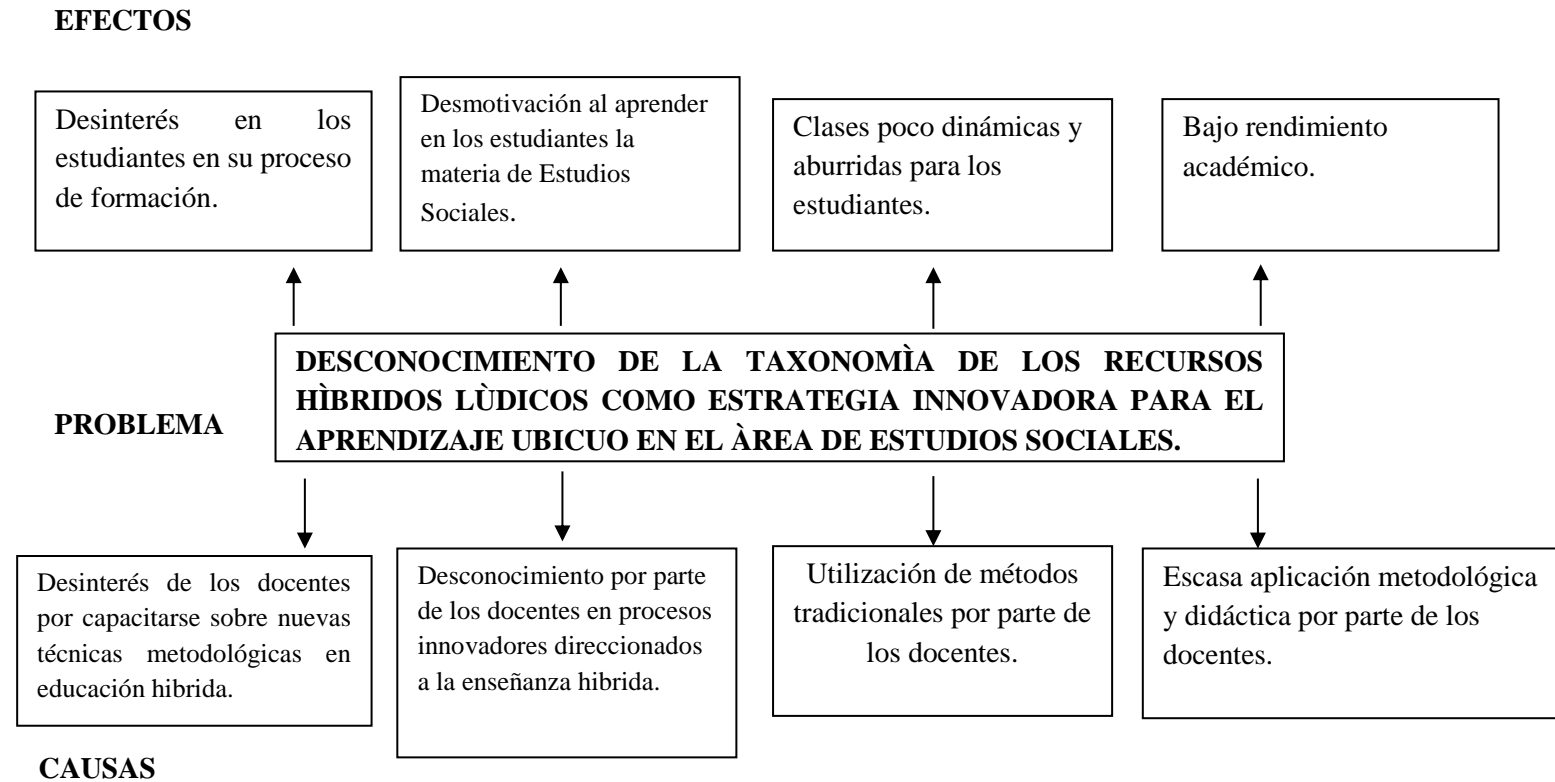 EFECTOS
Desinterés en los
estudiantes en su proceso
de formación.
Desmotivación al aprender
en los estudiantes la
materia de Estudios
Sociales.
Clases poco dinámicas y
aburridas para los
estudiantes.
Bajo rendimiento
académico.
PROBLEMA
DESCONOCIMIENTO DE LA TAXONOMÌA DE LOS RECURSOS
HÌBRIDOS LÙDICOS COMO ESTRATEGIA INNOVADORA PARA EL
APRENDIZAJE UBICUO EN EL ÀREA DE ESTUDIOS SOCIALES.
Desinterés de los docentes
por capacitarse sobre nuevas
técnicas metodológicas en
educación hibrida.
Desconocimiento por parte
de los docentes en procesos
innovadores direccionados
a la enseñanza hibrida.
Utilización de métodos
tradicionales por parte de
los docentes.
Escasa aplicación metodológica
y didáctica por parte de los
docentes.
CAUSAS